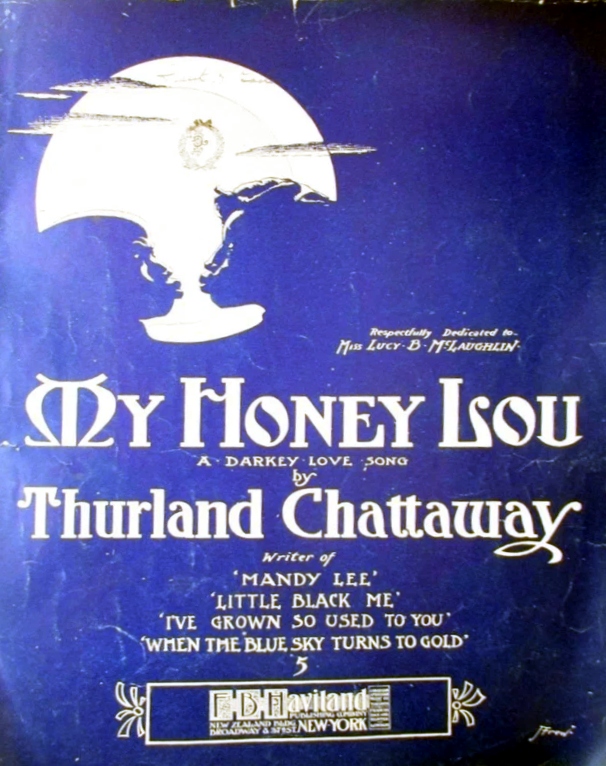 Respectfully Dedicated to
Miss Lucy · B · McLaughlin ·
My Honey Lou
A · DARKEY · LOVE · SONG
by
Thurland Chattaway
Writer of
'MANDY LEE'
'LITTLE BLACK ME'
'I'VE GROWN SO USED TO YOU'
'WHEN THE BLUE SKY TURNS TO GOLD'
5
F·B·Haviland
PUBLISHING COMPANY
NEW ZEALAND BLDG
BROADWAY & 37 ST. NEW-YORK